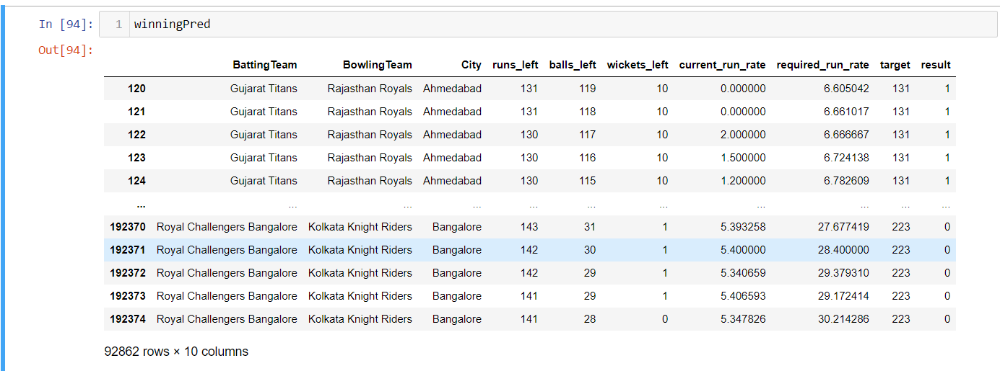 In [94]: 1 winningPred
Out[94]:
BattingTeam BowlingTeam City runs_left balls_left wickets_left current_run_rate required_run_rate target result
120 Gujarat Titans Rajasthan Royals Ahmedabad 131 119 10 0.000000 6.605042 131 1
121 Gujarat Titans Rajasthan Royals Ahmedabad 131 118 10 0.000000 6.661017 131 1
122 Gujarat Titans Rajasthan Royals Ahmedabad 130 117 10 2.000000 6.666667 131 1
123 Gujarat Titans Rajasthan Royals Ahmedabad 130 116 10 1.500000 6.724138 131 1
124 Gujarat Titans Rajasthan Royals Ahmedabad 130 115 10 1.200000 6.782609 131 1
... ... ... ... ... ... ... ... ... ... ...
192370 Royal Challengers Bangalore Kolkata Knight Riders Bangalore 143 31 1 5.393258 27.677419 223 0
192371 Royal Challengers Bangalore Kolkata Knight Riders Bangalore 142 30 1 5.400000 28.400000 223 0
192372 Royal Challengers Bangalore Kolkata Knight Riders Bangalore 142 29 1 5.340659 29.379310 223 0
192373 Royal Challengers Bangalore Kolkata Knight Riders Bangalore 141 29 1 5.406593 29.172414 223 0
192374 Royal Challengers Bangalore Kolkata Knight Riders Bangalore 141 28 0 5.347826 30.214286 223 0
92862 rows × 10 columns